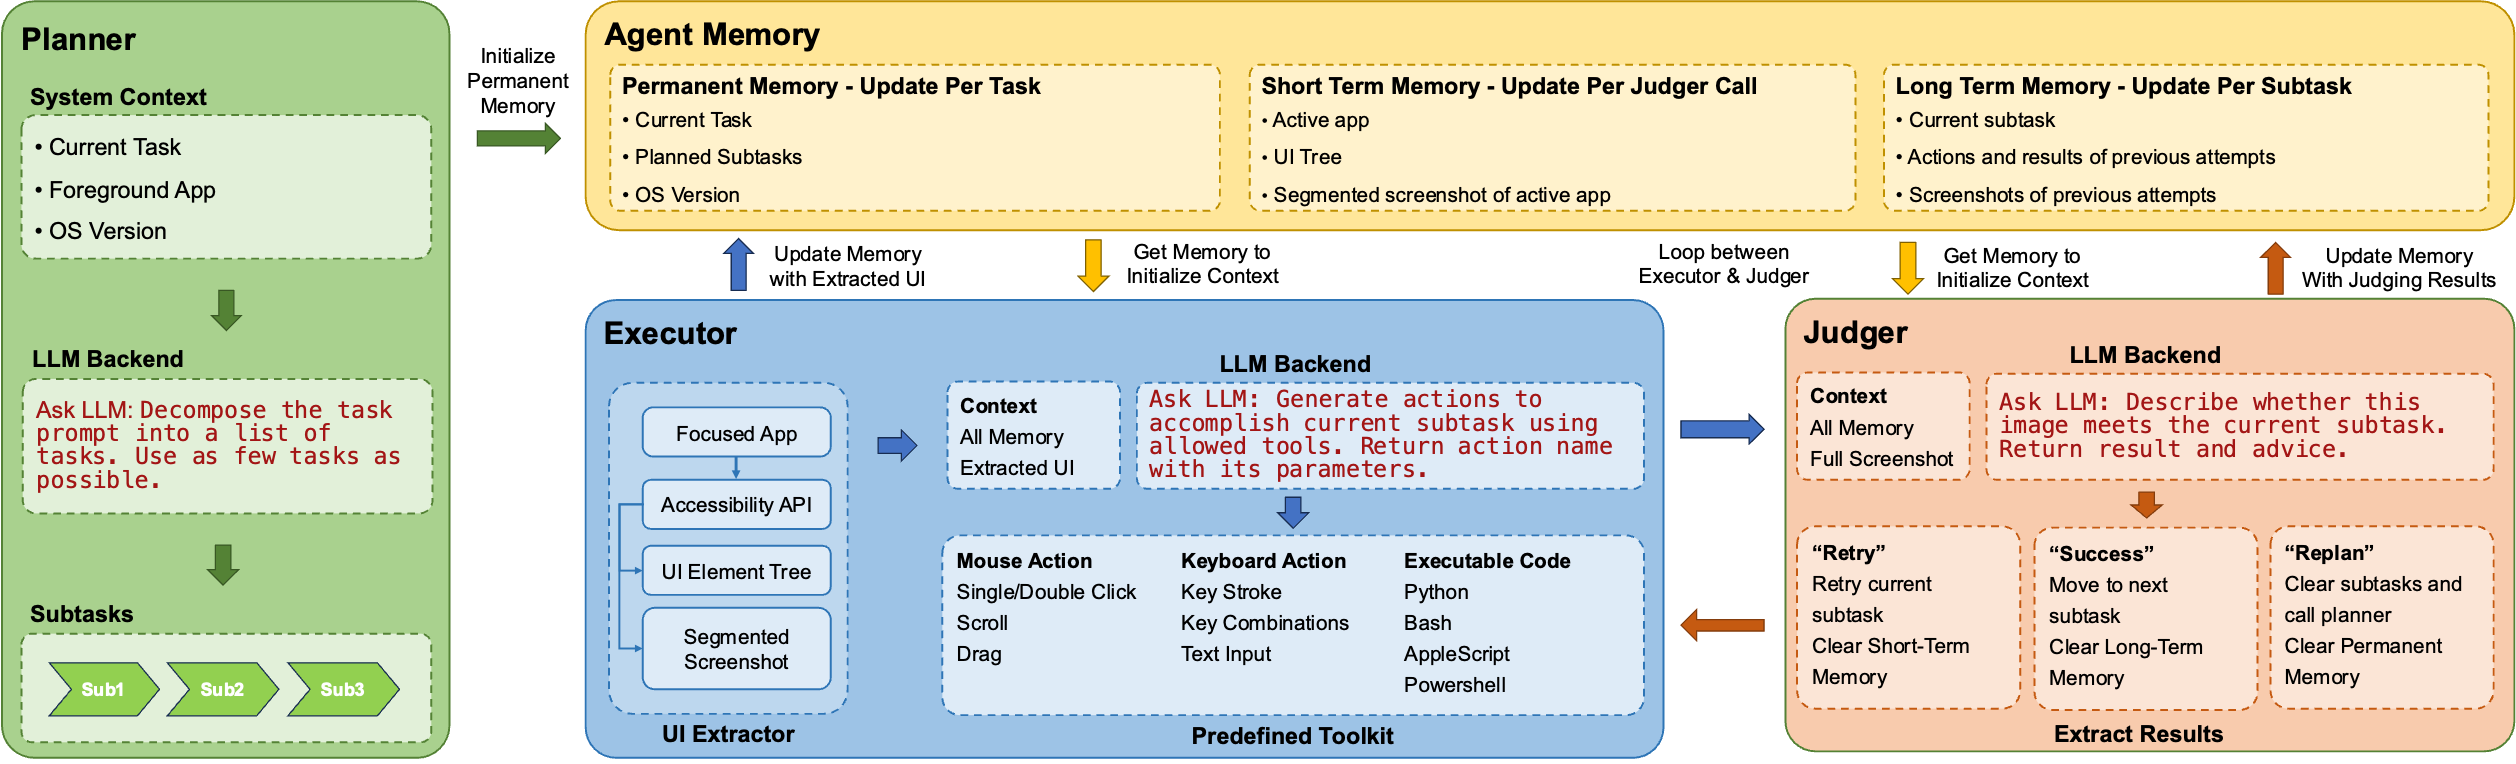 Planner
System Context
• Current Task
• Foreground App
• OS Version
LLM Backend
Ask LLM: Decompose the task
prompt into a list of
tasks. Use as few tasks as
possible.
Subtasks
Sub1
Sub2
Sub3
Initialize
Permanent
Memory
Agent Memory
Permanent Memory - Update Per Task
• Current Task
• Planned Subtasks
• OS Version
Short Term Memory - Update Per Judger Call
• Active app
• UI Tree
• Segmented screenshot of active app
Long Term Memory - Update Per Subtask
• Current subtask
• Actions and results of previous attempts
• Screenshots of previous attempts
Update Memory
with Extracted UI
Get Memory to
Initialize Context
Loop between
Executor & Judger
Get Memory to
Initialize Context
Update Memory
With Judging Results
Executor
Focused App
Accessibility API
UI Element Tree
Segmented
Screenshot
UI Extractor
Context
All Memory
Extracted UI
LLM Backend
Ask LLM: Generate actions to
accomplish current subtask using
allowed tools. Return action name
with its parameters.
Mouse Action
Single/Double Click
Scroll
Drag
Keyboard Action
Key Stroke
Key Combinations
Text Input
Executable Code
Python
Bash
AppleScript
Powershell
Predefined Toolkit
Judger
Context
All Memory
Full Screenshot
LLM Backend
Ask LLM: Describe whether this
image meets the current subtask.
Return result and advice.
“Retry”
Retry current
subtask
Clear Short-Term
Memory
“Success”
Move to next
subtask
Clear Long-Term
Memory
“Replan”
Clear subtasks and
call planner
Clear Permanent
Memory
Extract Results